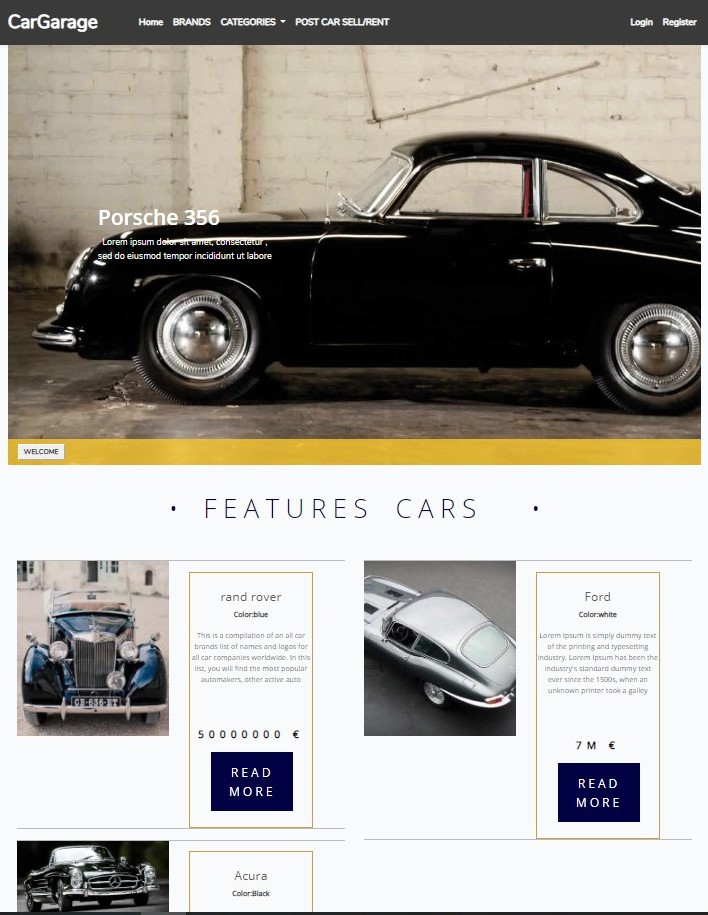 CarGarage
Home BRANDS CATEGORIES POST CAR SELL/RENT Login Register
Porsche 356
Lorem ipsum dolor sit amet, consectetur ,
sed do eiusmod tempor incididunt ut labore
WELCOME
• FEATURES CARS •
rand rover
Color:blue
This is a compilation of an all car
brands list of names and logos for
all car companies worldwide. In this
list, you will find the most popular
automakers, other active auto
50000000 €
READ
MORE
Ford
Color:white
Lorem Ipsum is simply dummy text
of the printing and typesetting
industry. Lorem Ipsum has been the
industry's standard dummy text
ever since the 1500s, when an
unknown printer took a galley
7M €
READ
MORE
Acura
Color:Black